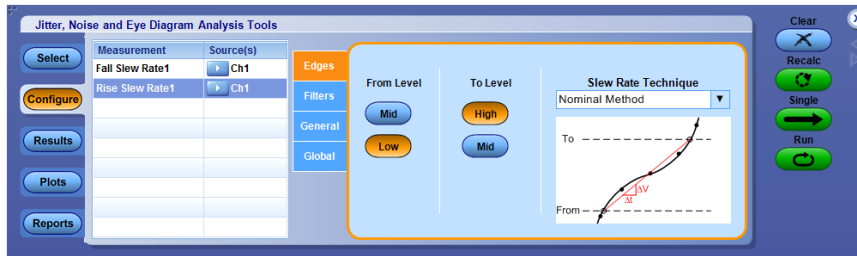 Jitter, Noise and Eye Diagram Analysis Tools
Clear
Select
Measurement Source(s)
Fall Slew Rate1 Ch1
Rise Slew Rate1 Ch1
Configure
Results
Plots
Reports
Edges
Filters
General
Global
From Level
Mid
Low
To Level
High
Mid
Slew Rate Technique
Nominal Method
To
ΔV
Δt
From
Recalc
Single
Run